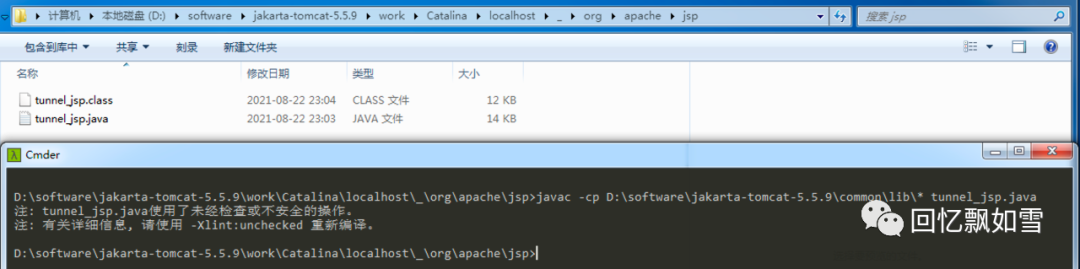 计算机 ▸ 本地磁盘 (D:) ▸ software ▸ jakarta-tomcat-5.5.9 ▸ work ▸ Catalina ▸ localhost ▸ _ ▸ org ▸ apache ▸ jsp
搜索 jsp
包含到库中 共享 刻录 新建文件夹
名称 修改日期 类型 大小
tunnel_jsp.class 2021-08-22 23:04 CLASS 文件 12 KB
tunnel_jsp.java 2021-08-22 23:03 JAVA 文件 14 KB
Cmder
D:\software\jakarta-tomcat-5.5.9\work\Catalina\localhost\_\org\apache\jsp>javac -cp D:\software\jakarta-tomcat-5.5.9\common\lib\* tunnel_jsp.java
注: tunnel_jsp.java使用了未经检查或不安全的操作。
注: 有关详细信息, 请使用 -Xlint:unchecked 重新编译。
D:\software\jakarta-tomcat-5.5.9\work\Catalina\localhost\_\org\apache\jsp>
回忆飘如雪